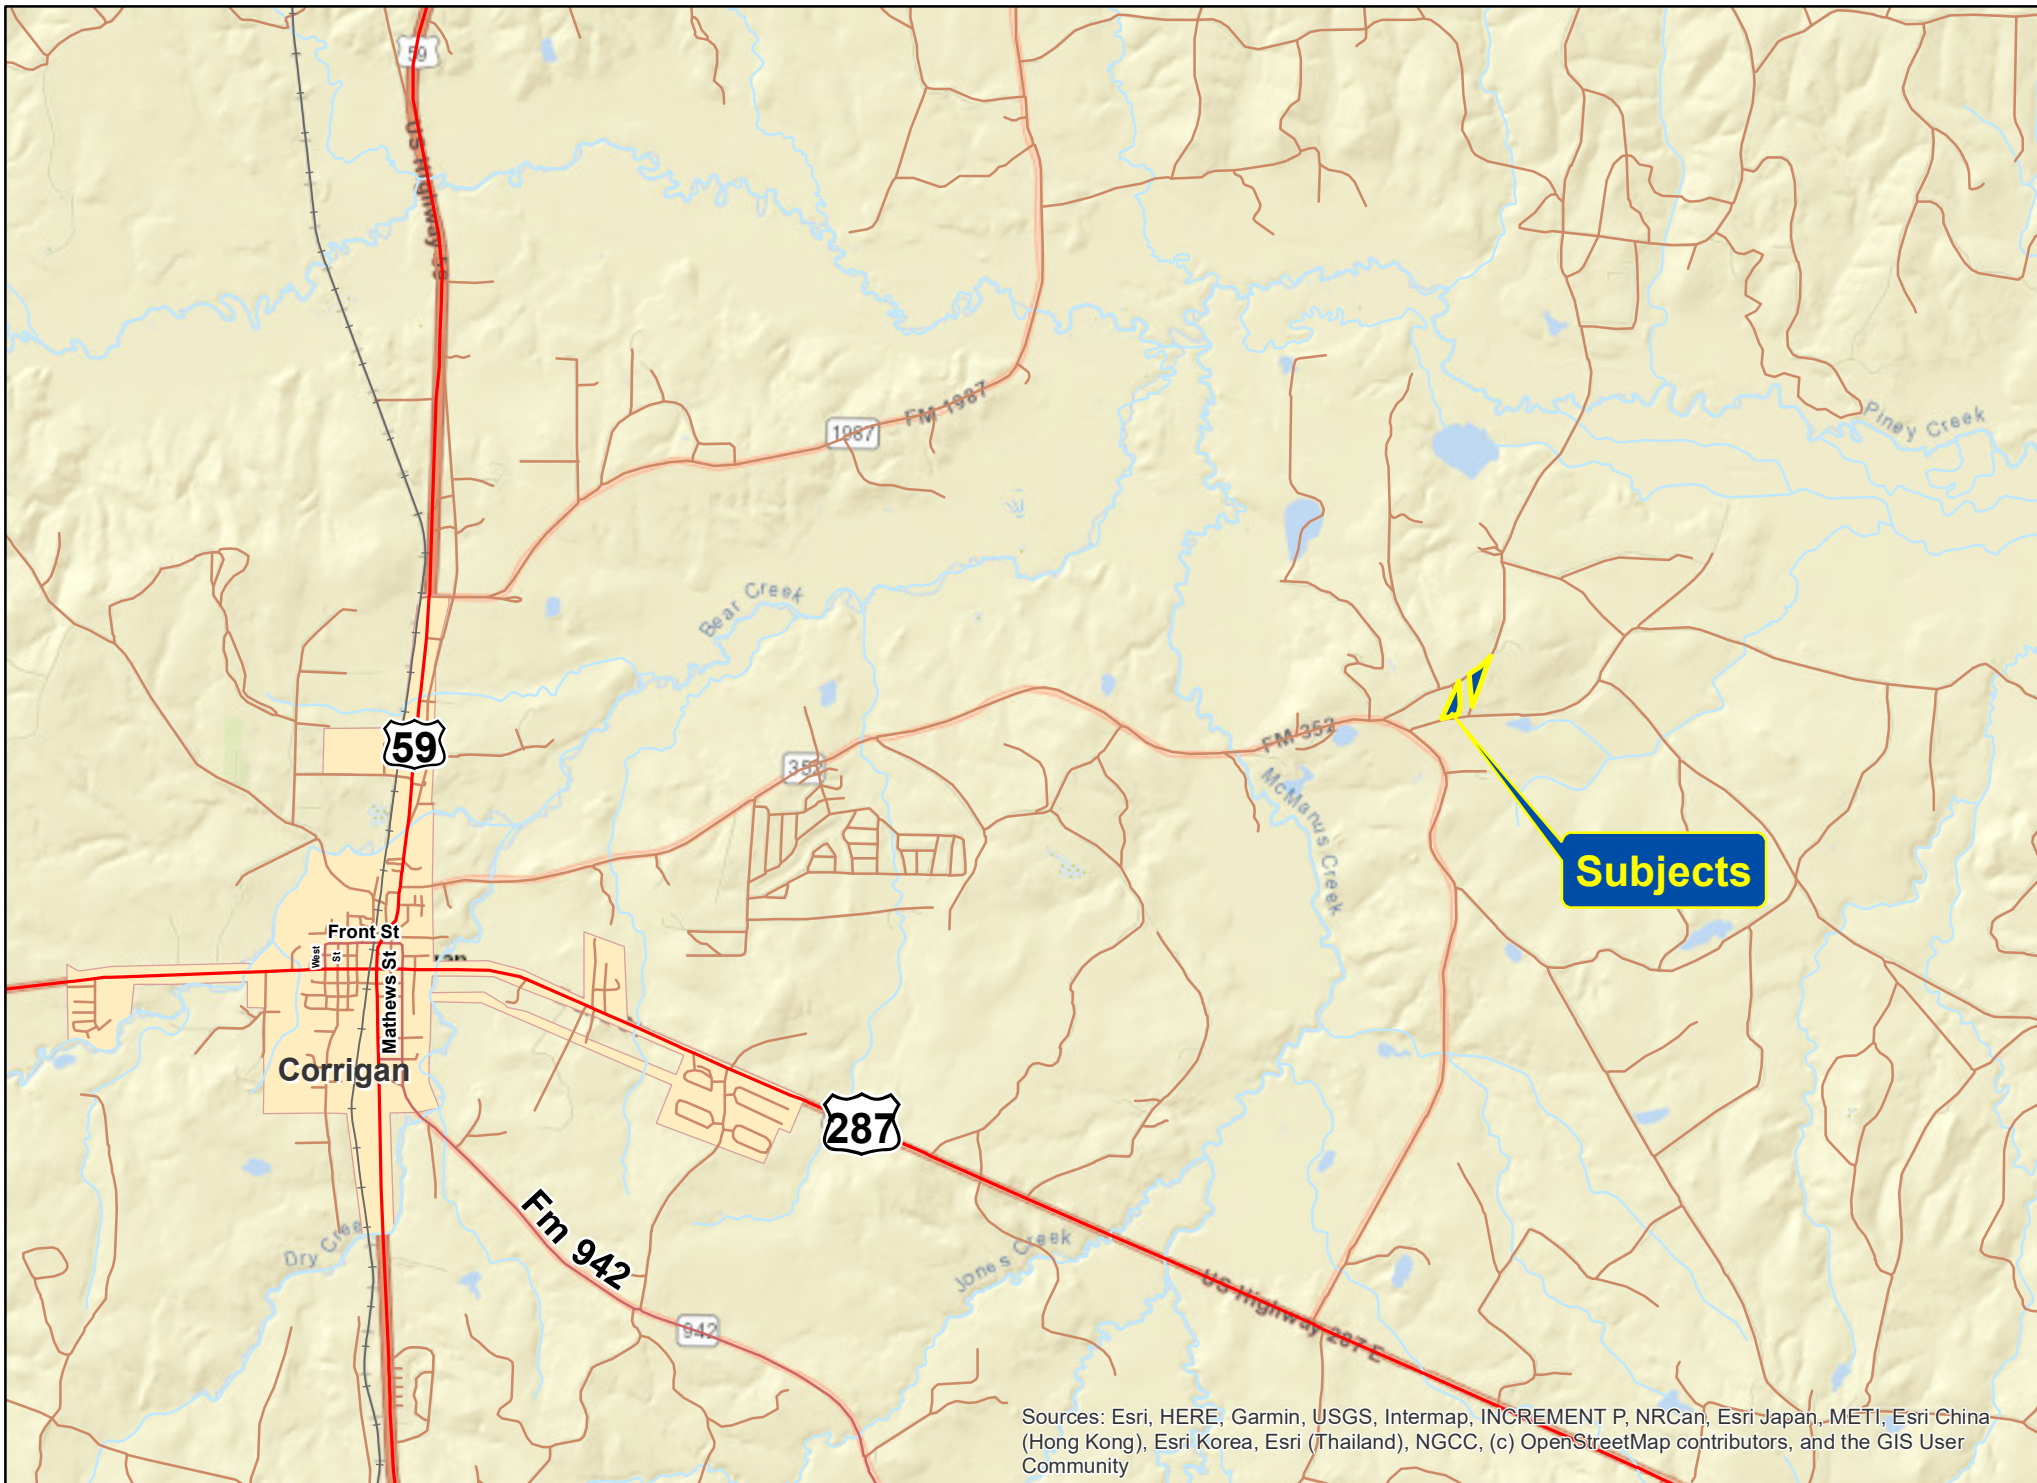 59
US Highway 59
FM 1987
1987
Piney Creek
Bear Creek
59
FM 352
352
McManus Creek
Subjects
Front St
West
St
Mathews St
Corrigan
287
Fm 942
Dry Cree
Jones Creek
US Highway 287 E
942
Sources: Esri, HERE, Garmin, USGS, Intermap, INCREMENT P, NRCan, Esri Japan, METI, Esri China
(Hong Kong), Esri Korea, Esri (Thailand), NGCC, (c) OpenStreetMap contributors, and the GIS User
Community